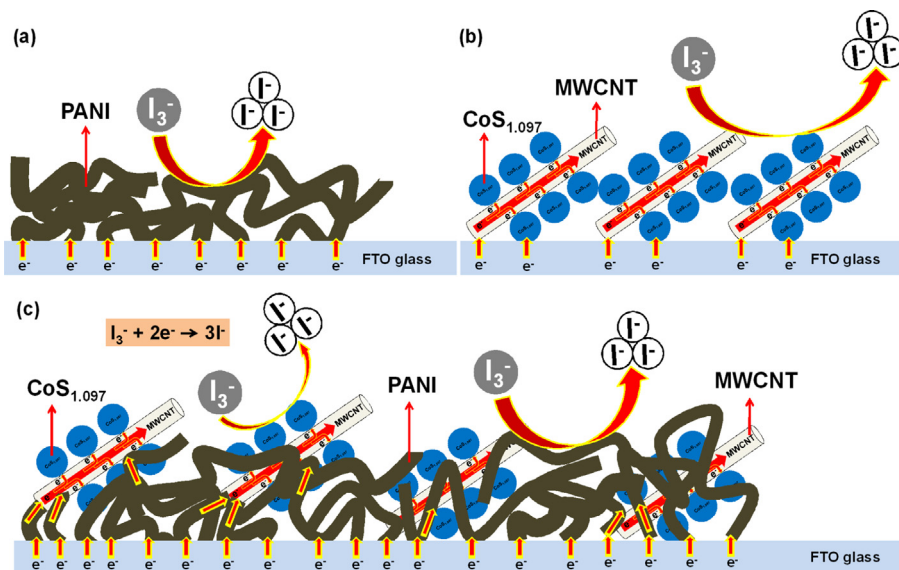 (a)
PANI
I₃⁻
I⁻ I⁻ I⁻
e⁻ e⁻ e⁻ e⁻ e⁻ e⁻ e⁻ e⁻
FTO glass
(b)
I₃⁻
I⁻ I⁻ I⁻
MWCNT
CoS₁.₀₉₇
MWCNT MWCNT MWCNT
e⁻ e⁻ e⁻ e⁻ e⁻ e⁻
FTO glass
(c)
I₃⁻ + 2e⁻ → 3I⁻
I⁻ I⁻ I⁻
I⁻ I⁻ I⁻
CoS₁.₀₉₇
I₃⁻
PANI
I₃⁻
MWCNT
MWCNT MWCNT MWCNT
e⁻ e⁻ e⁻ e⁻ e⁻ e⁻ e⁻ e⁻ e⁻ e⁻ e⁻ e⁻ e⁻ e⁻ e⁻ e⁻ e⁻ e⁻ e⁻
FTO glass